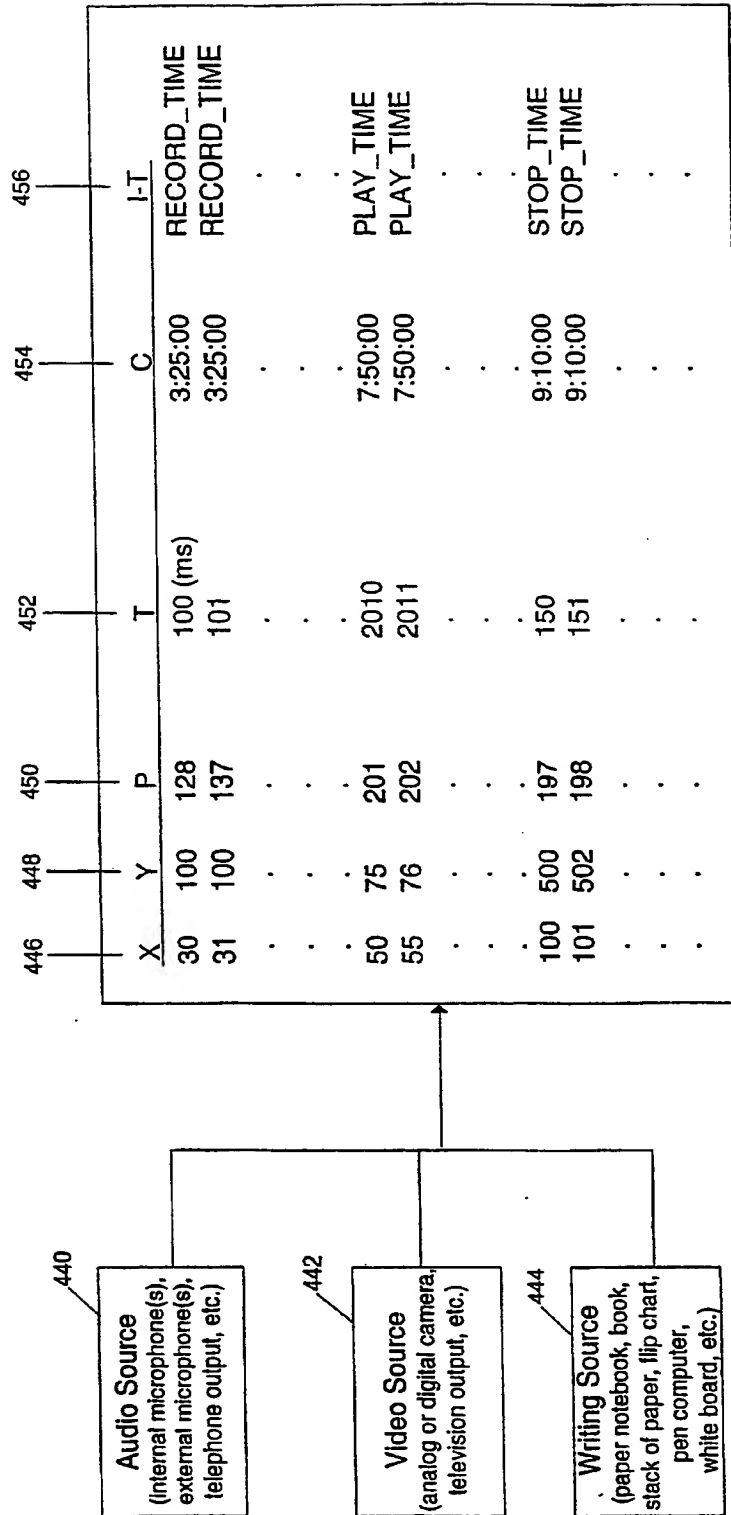 440
Audio Source
(internal microphone(s),
external microphone(s),
telephone output, etc.)
442
Video Source
(analog or digital camera,
television output, etc.)
444
Writing Source
(paper notebook, book,
stack of paper, flip chart,
pen computer,
white board, etc.)
446 448 450 452 454 456
X Y P T C I-T
30 100 128 100 (ms) 3:25:00 RECORD_TIME
31 100 137 101 3:25:00 RECORD_TIME
50 75 201 2010 7:50:00 PLAY_TIME
55 76 202 2011 7:50:00 PLAY_TIME
100 500 197 150 9:10:00 STOP_TIME
101 502 198 151 9:10:00 STOP_TIME